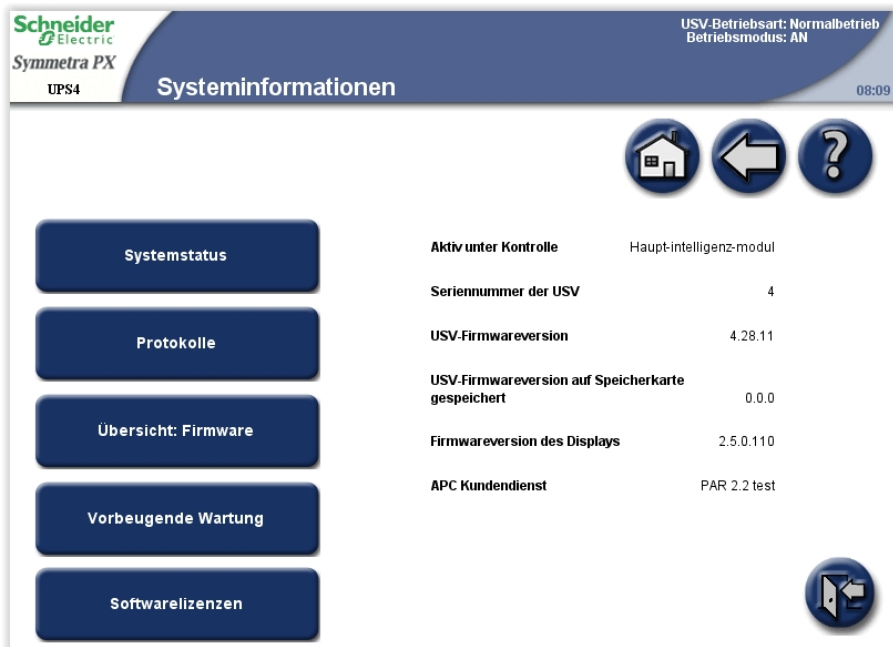 Schneider
Electric
Symmetra PX
UPS4
Systeminformationen
USV-Betriebsart: Normalbetrieb
Betriebsmodus: AN
08:09
?
Systemstatus
Protokolle
Übersicht: Firmware
Vorbeugende Wartung
Softwarelizenzen
Aktiv unter Kontrolle Haupt-intelligenz-modul
Seriennummer der USV 4
USV-Firmwareversion 4.28.11
USV-Firmwareversion auf Speicherkarte
gespeichert 0.0.0
Firmwareversion des Displays 2.5.0.110
APC Kundendienst PAR 2.2 test